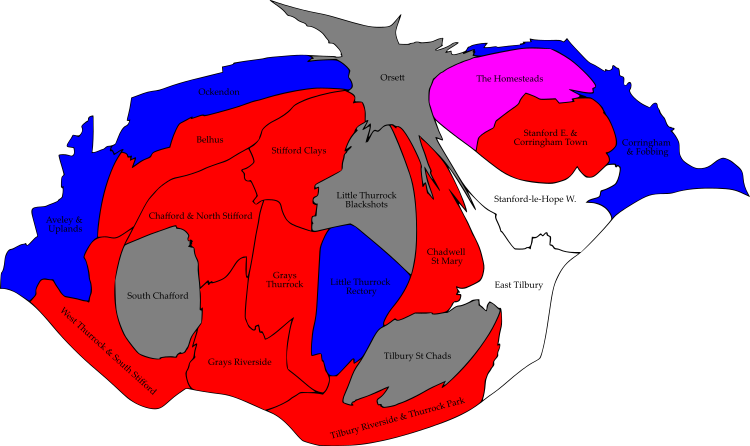 Orsett
The Homesteads
Ockendon
Belhus
Stifford Clays
Stanford E. &
Corringham Town
Corringham
& Fobbing
Little Thurrock
Blackshots
Stanford-le-Hope W.
Chafford & North Stifford
Aveley &
Uplands
Chadwell
St Mary
Grays
Thurrock
Little Thurrock
Rectory
East Tilbury
South Chafford
West Thurrock & South Stifford
Grays Riverside
Tilbury St Chads
Tilbury Riverside & Thurrock Park